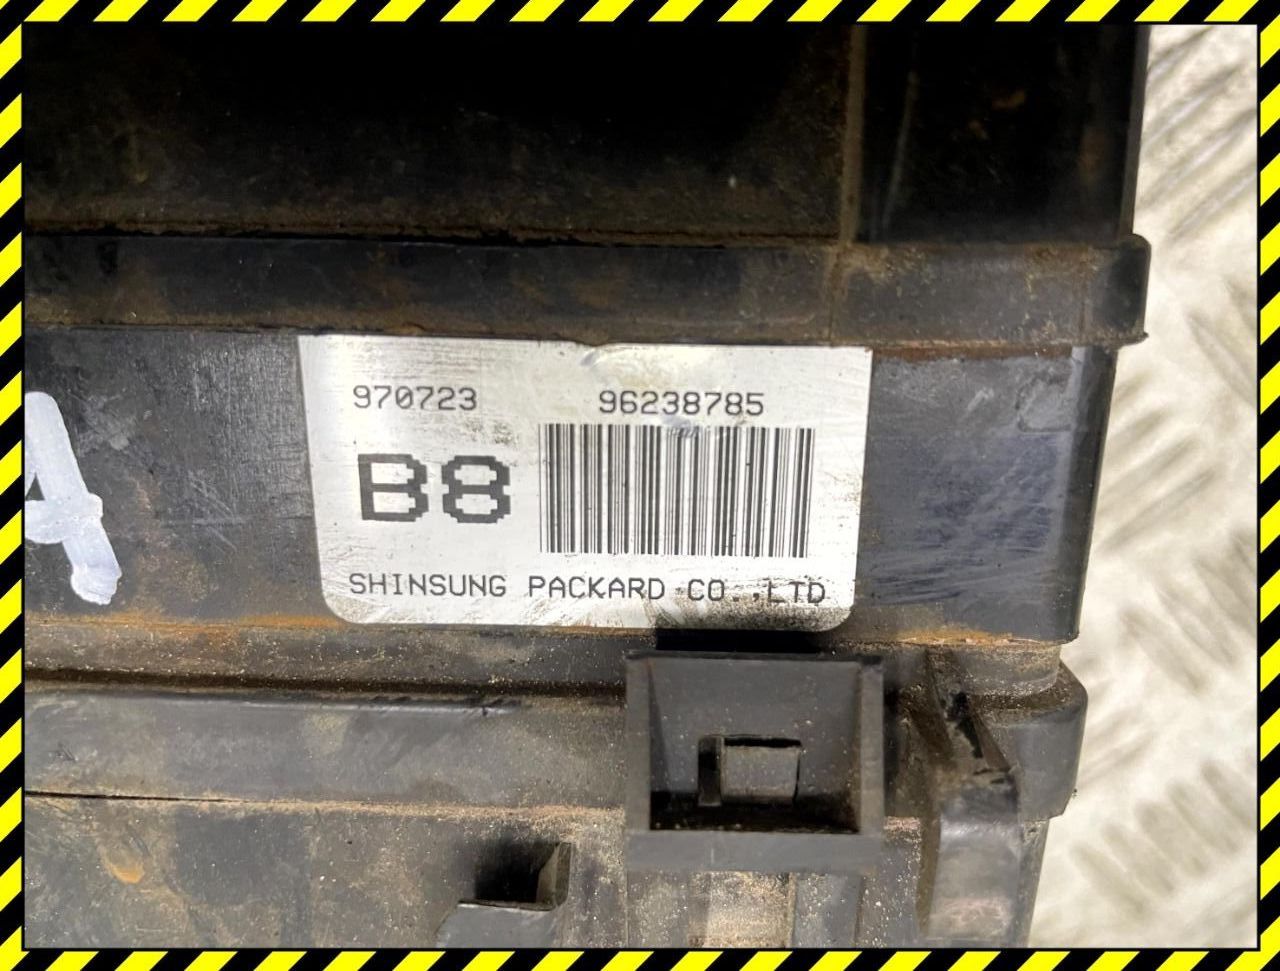 970723 96238785
B8
SHINSUNG PACKARD CO.,LTD
A